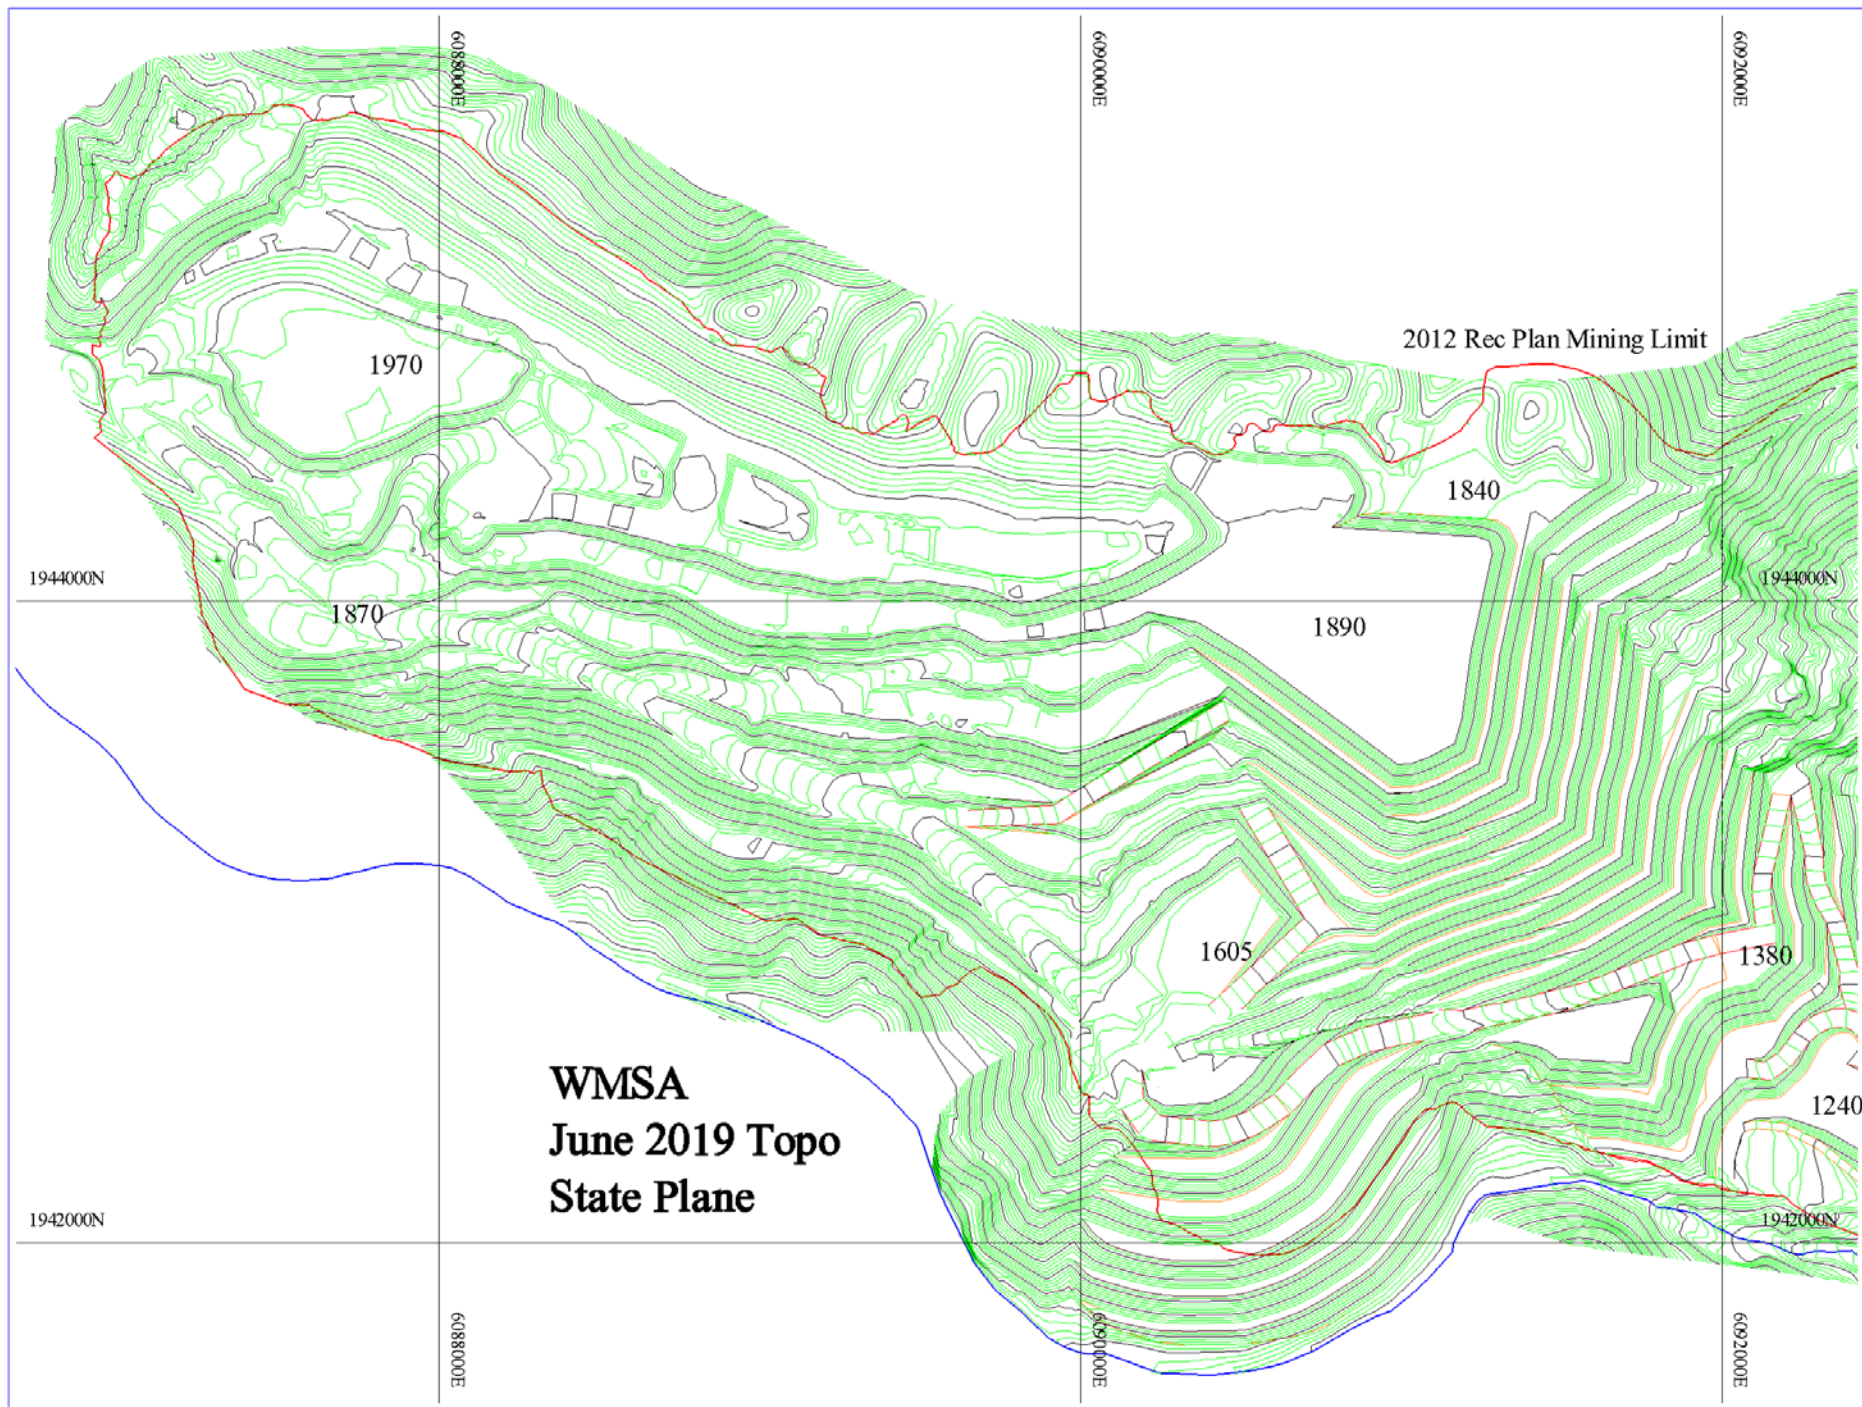 6088000E
6090000E
6092000E
2012 Rec Plan Mining Limit
1970
1840
1944000N
1944000N
1870
1890
1605
1380
WMSA
June 2019 Topo
State Plane
1240
1942000N
1942000N
6088000E
6090000E
6092000E